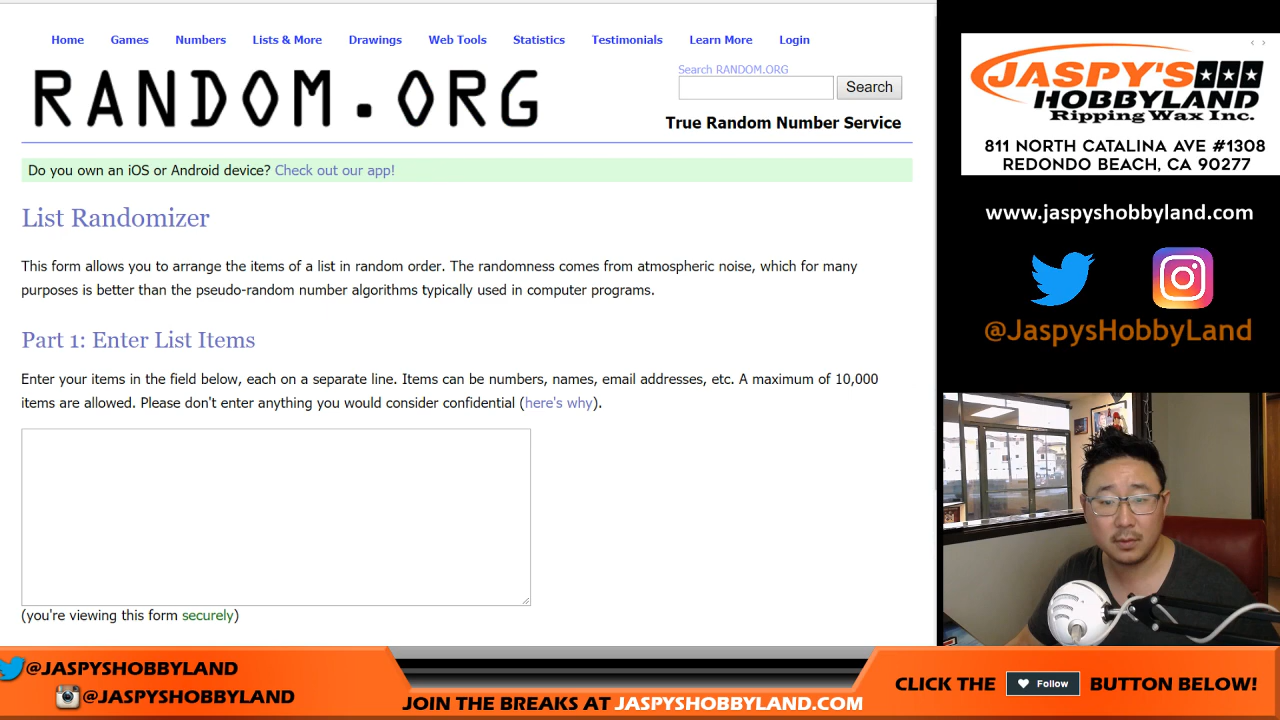 Home Games Numbers Lists & More Drawings Web Tools Statistics Testimonials Learn More Login
RANDOM.ORG
Search RANDOM.ORG
Search
True Random Number Service
Do you own an iOS or Android device? Check out our app!
List Randomizer
This form allows you to arrange the items of a list in random order. The randomness comes from atmospheric noise, which for many
purposes is better than the pseudo-random number algorithms typically used in computer programs.
Part 1: Enter List Items
Enter your items in the field below, each on a separate line. Items can be numbers, names, email addresses, etc. A maximum of 10,000
items are allowed. Please don't enter anything you would consider confidential (here's why).
(you're viewing this form securely)
JASPY'S
HOBBYLAND
Ripping Wax Inc.
811 NORTH CATALINA AVE #1308
REDONDO BEACH, CA 90277
www.jaspyshobbyland.com
@JaspysHobbyLand
@JASPYSHOBBYLAND
@JASPYSHOBBYLAND
JOIN THE BREAKS AT JASPYSHOBBYLAND.COM
CLICK THE Follow BUTTON BELOW!